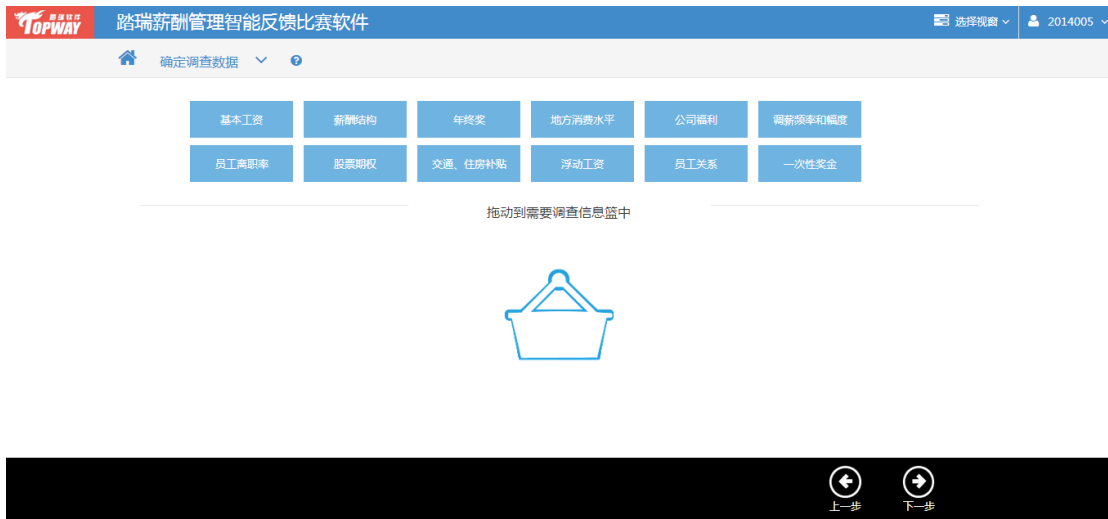 踏瑞软件
TOPWAY
踏瑞薪酬管理智能反馈比赛软件
选择视窗
2014005
确定调查数据
?
基本工资 薪酬结构 年终奖 地方消费水平 公司福利 调薪频率和幅度
员工离职率 股票期权 交通、住房补贴 浮动工资 员工关系 一次性奖金
拖动到需要调查信息篮中
上一步 下一步